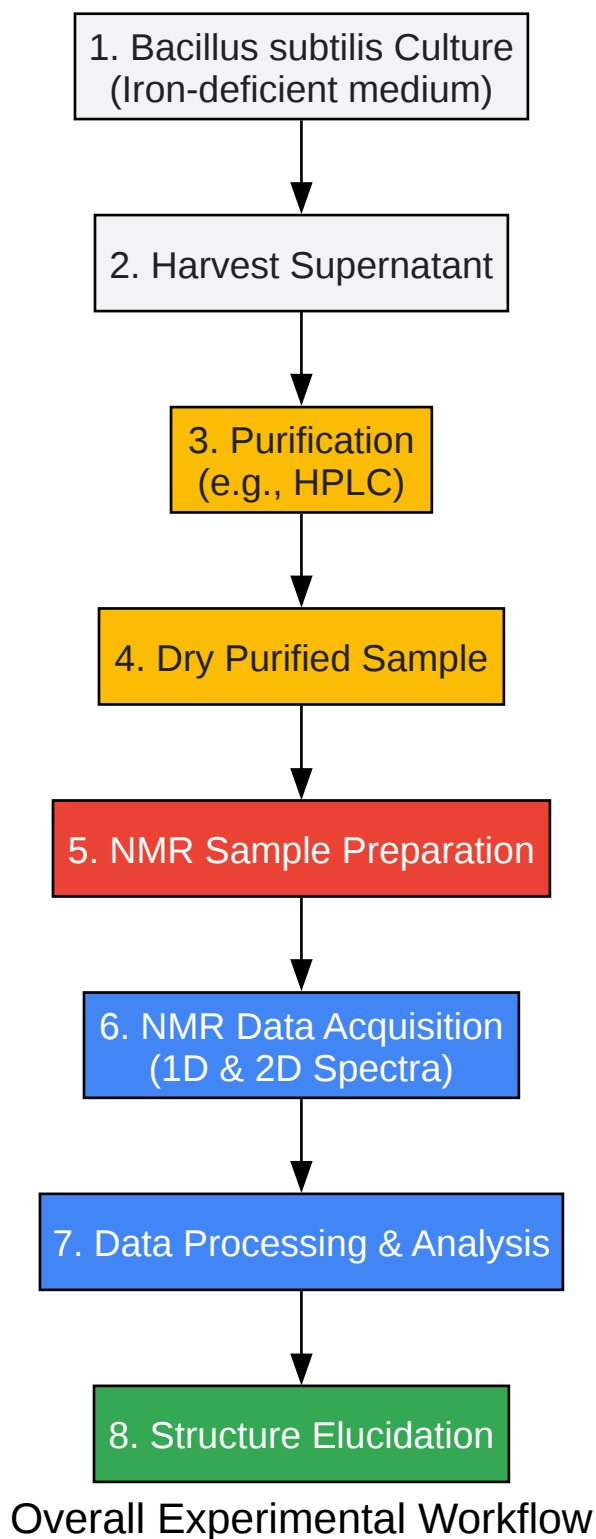 1. Bacillus subtilis Culture
(Iron-deficient medium)
2. Harvest Supernatant
3. Purification
(e.g., HPLC)
4. Dry Purified Sample
5. NMR Sample Preparation
6. NMR Data Acquisition
(1D & 2D Spectra)
7. Data Processing & Analysis
8. Structure Elucidation
Overall Experimental Workflow